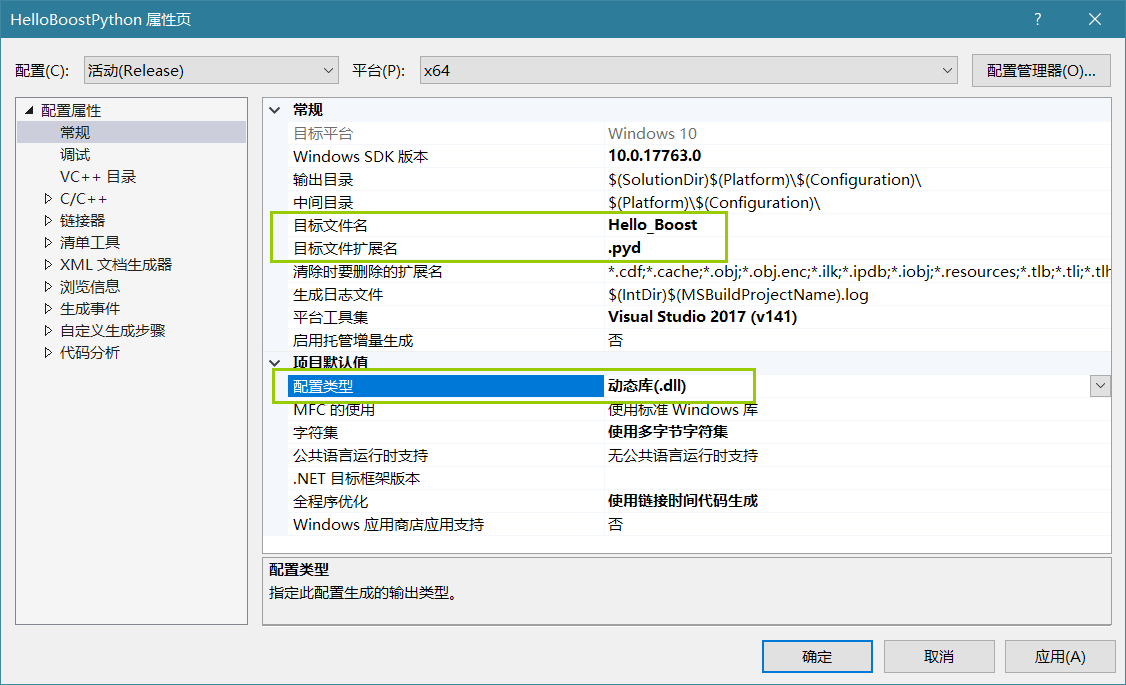 HelloBoostPython 属性页
?
配置(C): 活动(Release) 平台(P): x64 配置管理器(O)...
配置属性
常规
调试
VC++ 目录
C/C++
链接器
清单工具
XML 文档生成器
浏览信息
生成事件
自定义生成步骤
代码分析
常规
目标平台 Windows 10
Windows SDK 版本 10.0.17763.0
输出目录 $(SolutionDir)$(Platform)\$(Configuration)\
中间目录 $(Platform)\$(Configuration)\
目标文件名 Hello_Boost
目标文件扩展名 .pyd
清除时要删除的扩展名 *.cdf;*.cache;*.obj;*.obj.enc;*.ilk;*.ipdb;*.iobj;*.resources;*.tlb;*.tli;*.tlh
生成日志文件 $(IntDir)$(MSBuildProjectName).log
平台工具集 Visual Studio 2017 (v141)
启用托管增量生成 否
项目默认值
配置类型 动态库(.dll)
MFC 的使用 使用标准 Windows 库
字符集 使用多字节字符集
公共语言运行时支持 无公共语言运行时支持
.NET 目标框架版本
全程序优化 使用链接时间代码生成
Windows 应用商店应用支持 否
配置类型
指定此配置生成的输出类型。
确定 取消 应用(A)